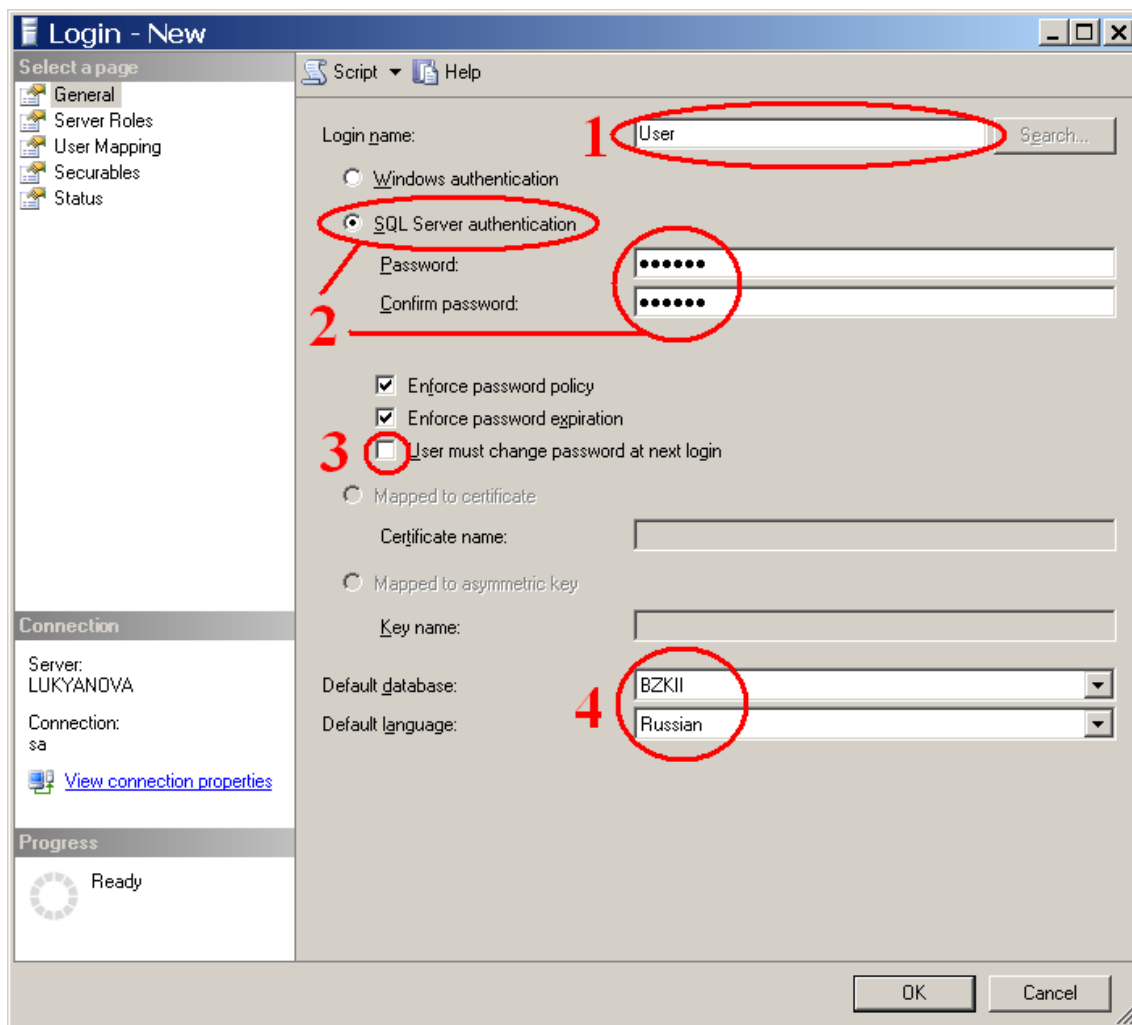 Login - New
Select a page
General
Server Roles
User Mapping
Securables
Status
Script Help
Login name:
1
User
Search...
Windows authentication
SQL Server authentication
Password:
••••••
Confirm password:
••••••
2
Enforce password policy
Enforce password expiration
3
User must change password at next login
Mapped to certificate
Certificate name:
Mapped to asymmetric key
Key name:
Default database:
BZKII
4
Default language:
Russian
Connection
Server:
LUKYANOVA
Connection:
sa
View connection properties
Progress
Ready
OK Cancel